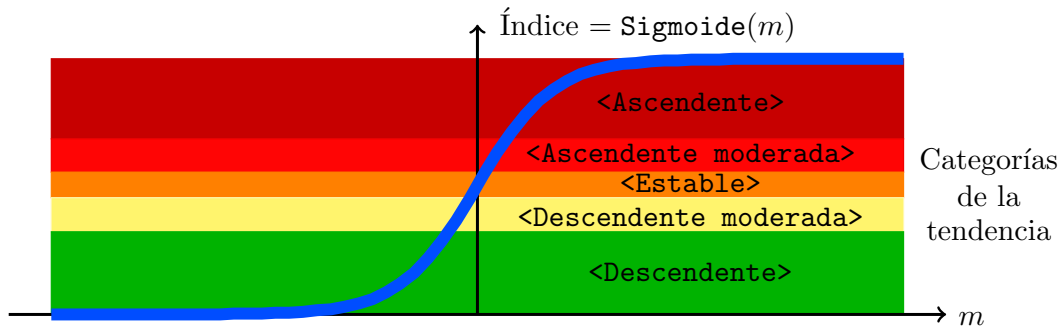 Índice = Sigmoide(m)
<Ascendente>
<Ascendente moderada>
<Estable>
<Descendente moderada>
<Descendente>
Categorías
de la
tendencia
m